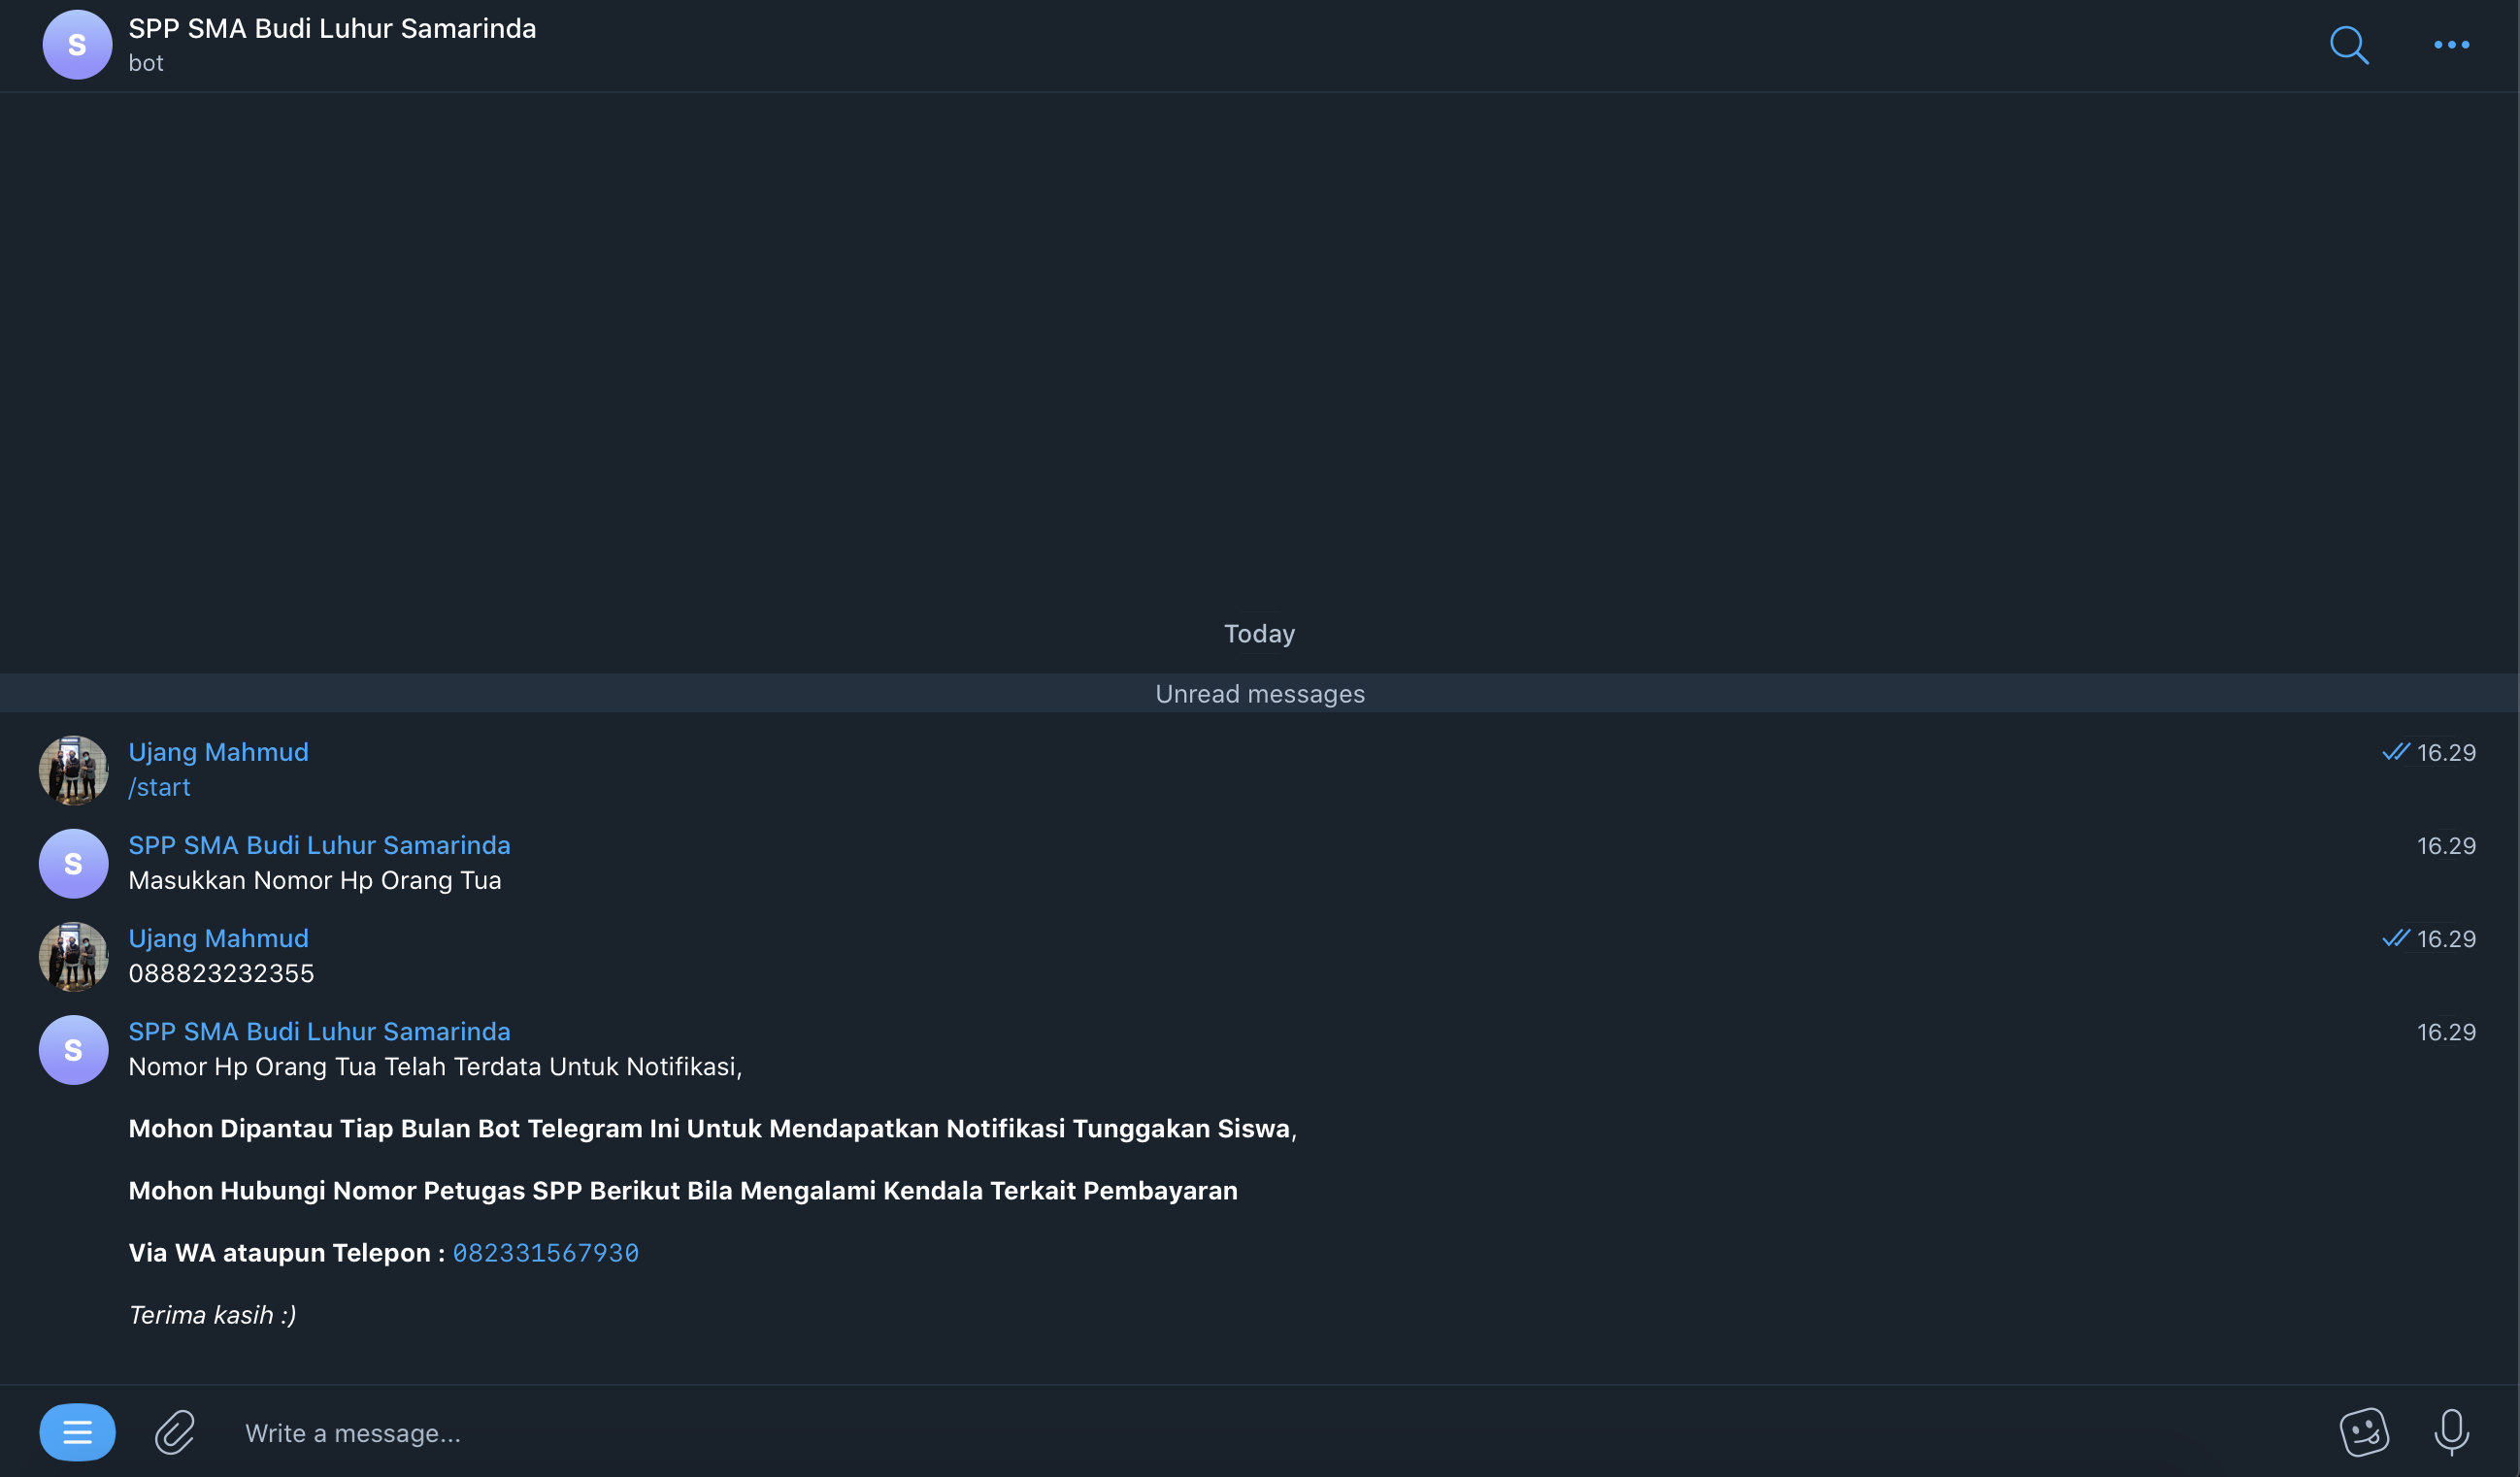 S
SPP SMA Budi Luhur Samarinda
bot
Today
Unread messages
Ujang Mahmud
16.29
/start
S
SPP SMA Budi Luhur Samarinda
16.29
Masukkan Nomor Hp Orang Tua
Ujang Mahmud
16.29
088823232355
S
SPP SMA Budi Luhur Samarinda
16.29
Nomor Hp Orang Tua Telah Terdata Untuk Notifikasi,
Mohon Dipantau Tiap Bulan Bot Telegram Ini Untuk Mendapatkan Notifikasi Tunggakan Siswa,
Mohon Hubungi Nomor Petugas SPP Berikut Bila Mengalami Kendala Terkait Pembayaran
Via WA ataupun Telepon : 082331567930
Terima kasih :)
Write a message...